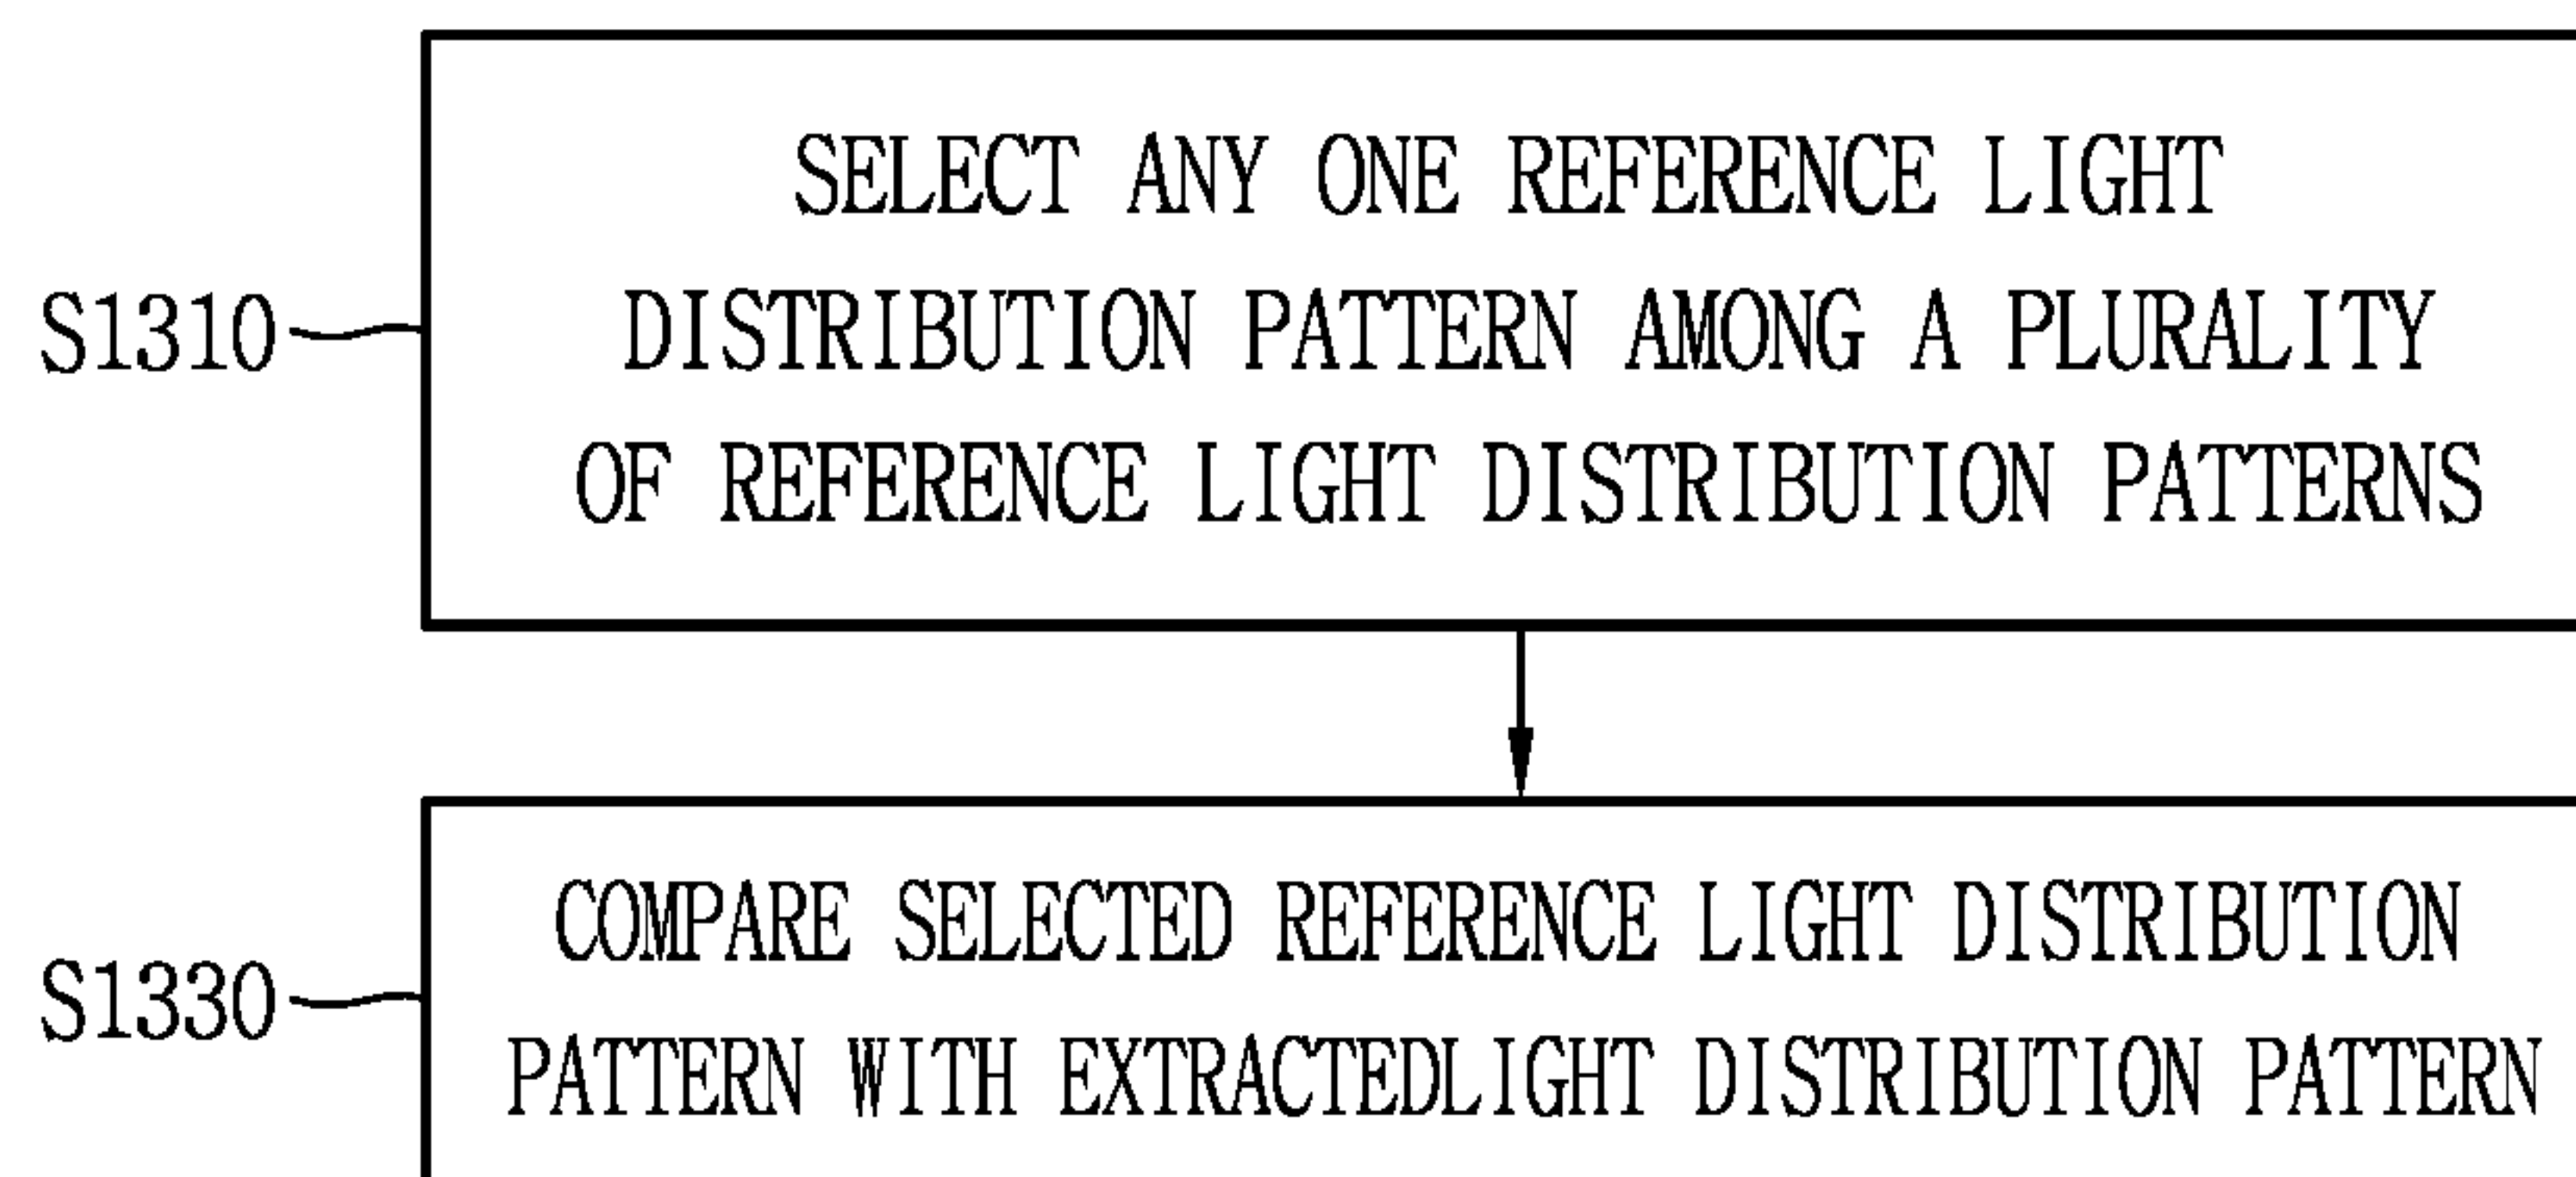 SELECT ANY ONE REFERENCE LIGHT
S1310
DISTRIBUTION PATTERN AMONG A PLURALITY
OF REFERENCE LIGHT DISTRIBUTION PATTERNS
COMPARE SELECTED REFERENCE LIGHT DISTRIBUTION
S1330
PATTERN WITH EXTRACTEDLIGHT DISTRIBUTION PATTERN